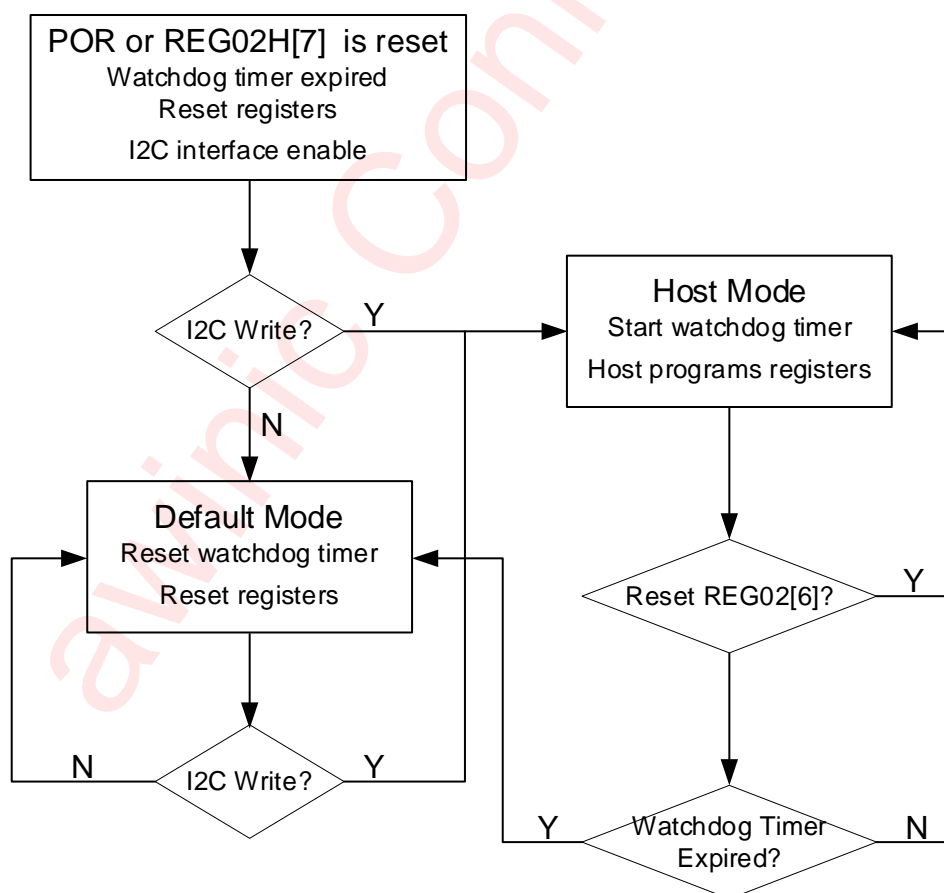 POR or REG02H[7] is reset
Watchdog timer expired
Reset registers
I2C interface enable
I2C Write?
Y
N
Host Mode
Start watchdog timer
Host programs registers
Default Mode
Reset watchdog timer
Reset registers
Reset REG02[6]?
Y
I2C Write?
N
Y
Watchdog Timer
Expired?
Y
N
awinic Con